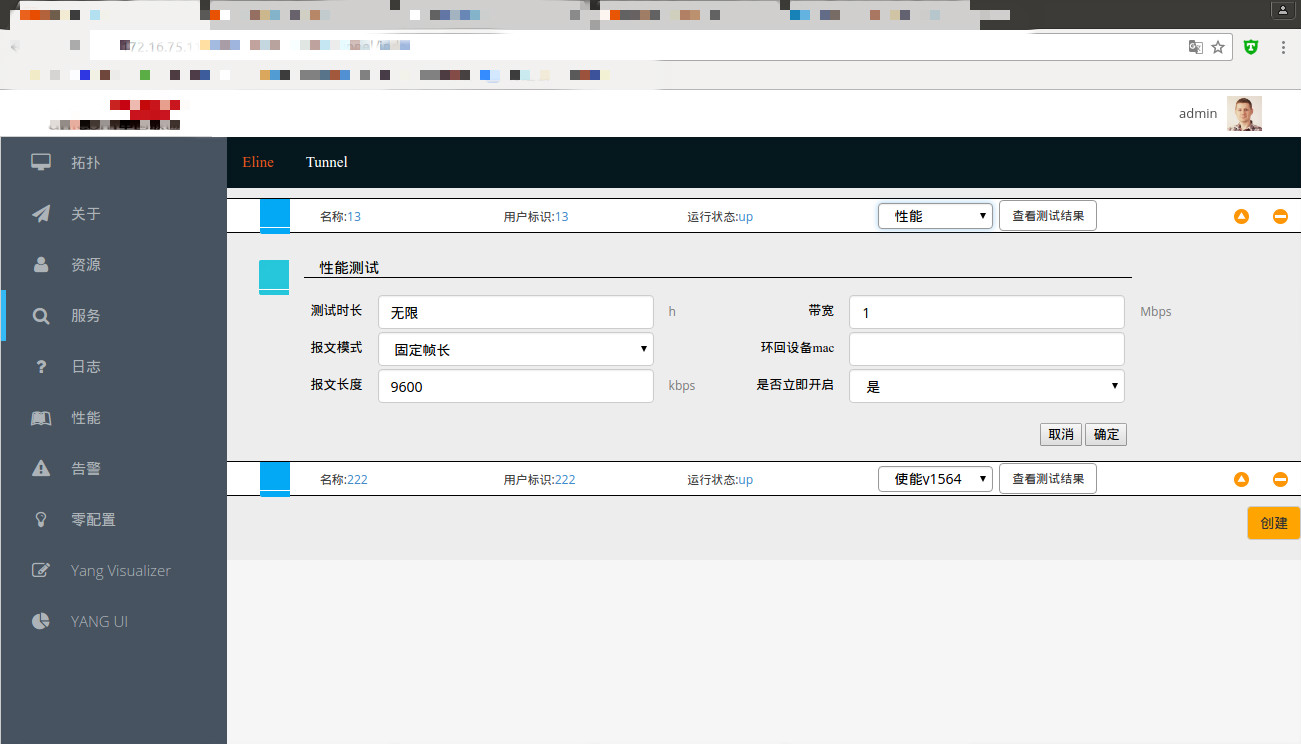 admin
拓扑
关于
资源
服务
日志
性能
告警
零配置
Yang Visualizer
YANG UI
Eline Tunnel
名称:13 用户标识:13 运行状态:up 性能 查看测试结果
性能测试
测试时长 无限 h 带宽 1 Mbps
报文模式 固定帧长 环回设备mac
报文长度 9600 kbps 是否立即开启 是
取消 确定
名称:222 用户标识:222 运行状态:up 使能y1564 查看测试结果
创建